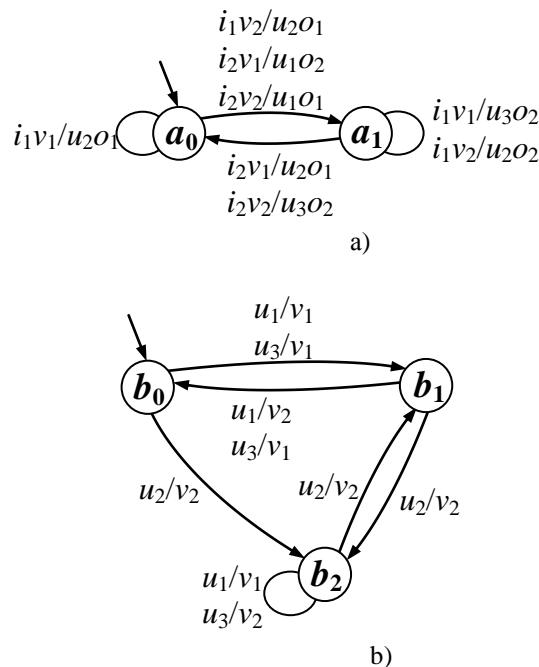 i₁v₂/u₂o₁
i₂v₁/u₁o₂
i₂v₂/u₁o₁
i₁v₁/u₂o₁
a₀
a₁
i₁v₁/u₃o₂
i₁v₂/u₂o₂
i₂v₁/u₂o₁
i₂v₂/u₃o₂
a)
u₁/v₁
u₃/v₁
b₀
b₁
u₁/v₂
u₃/v₁
u₂/v₂
u₂/v₂
u₂/v₂
b₂
u₁/v₁
u₃/v₂
b)